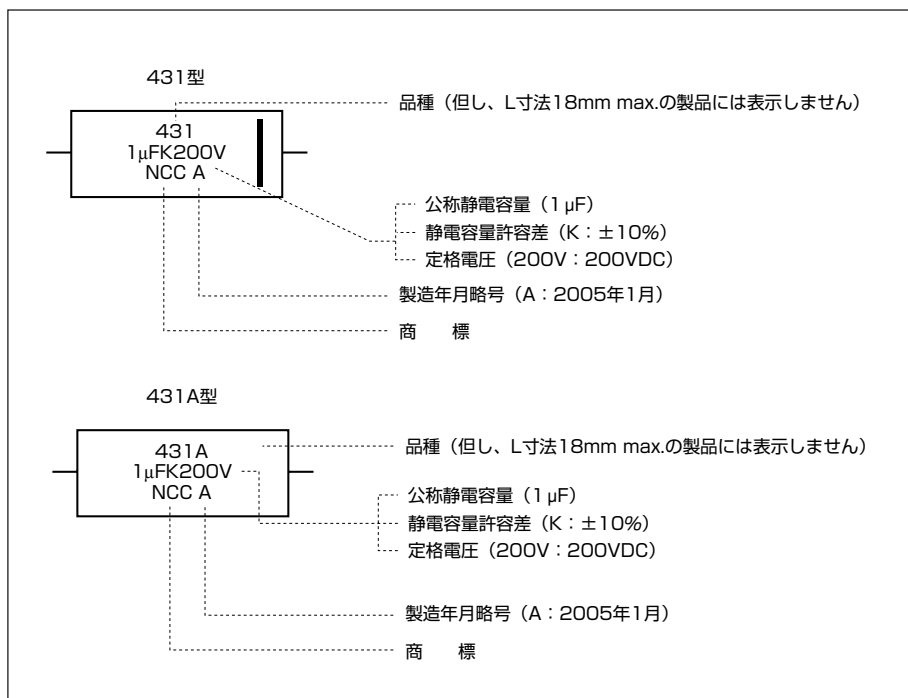 431型
品種（但し、L寸法18mm max.の製品には表示しません）
431
1μFK200V
NCC A
公称静電容量（1μF）
静電容量許容差（K：±10%）
定格電圧（200V：200VDC）
製造年月略号（A：2005年1月）
商　　標
431A型
品種（但し、L寸法18mm max.の製品には表示しません）
431A
1μFK200V
NCC A
公称静電容量（1μF）
静電容量許容差（K：±10%）
定格電圧（200V：200VDC）
製造年月略号（A：2005年1月）
商　　標